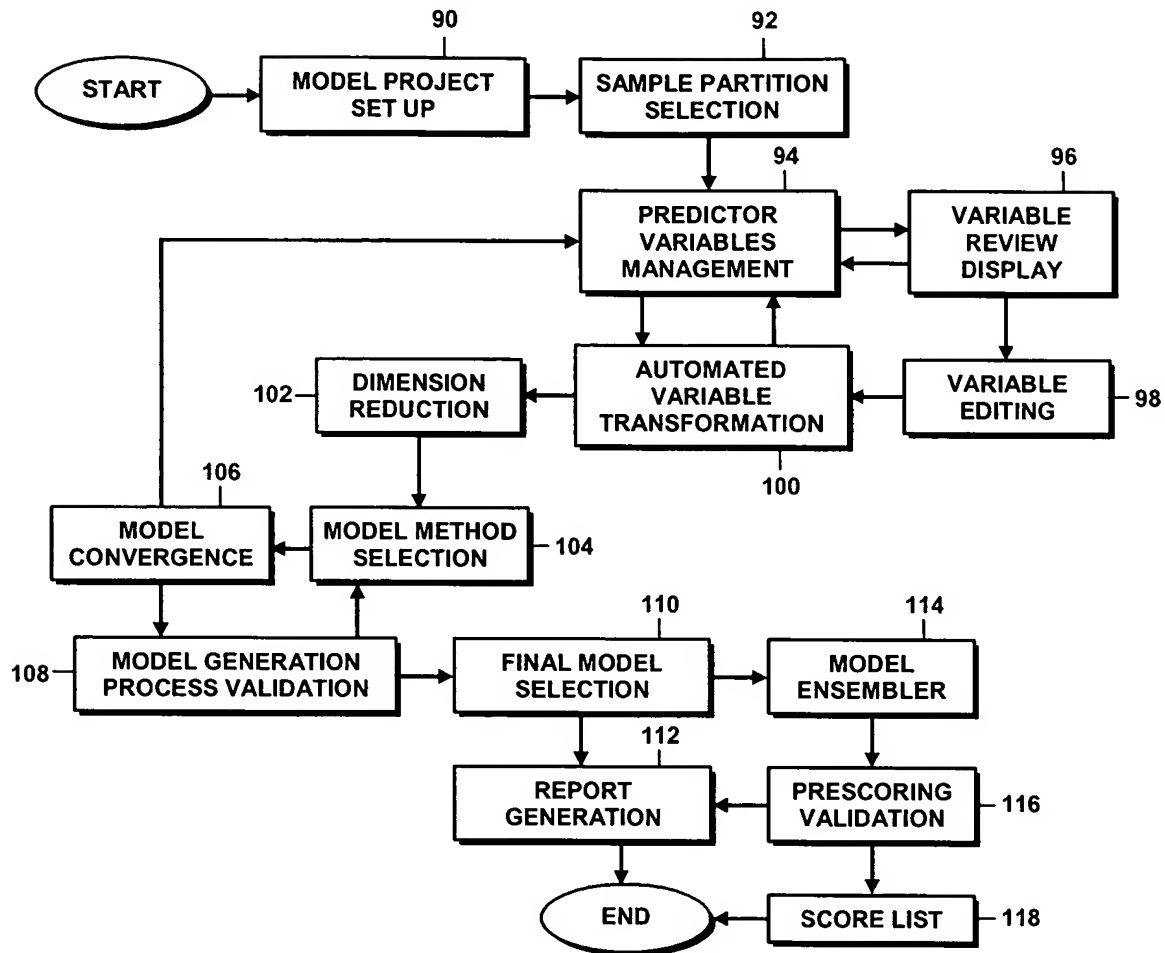 90
92
START
MODEL PROJECT
SET UP
SAMPLE PARTITION
SELECTION
94
96
PREDICTOR
VARIABLES
MANAGEMENT
VARIABLE
REVIEW
DISPLAY
102
DIMENSION
REDUCTION
AUTOMATED
VARIABLE
TRANSFORMATION
VARIABLE
EDITING
98
100
106
MODEL
CONVERGENCE
MODEL METHOD
SELECTION
104
110
114
108
MODEL GENERATION
PROCESS VALIDATION
FINAL MODEL
SELECTION
MODEL
ENSEMBLER
112
REPORT
GENERATION
PRESCORING
VALIDATION
116
END
SCORE LIST
118